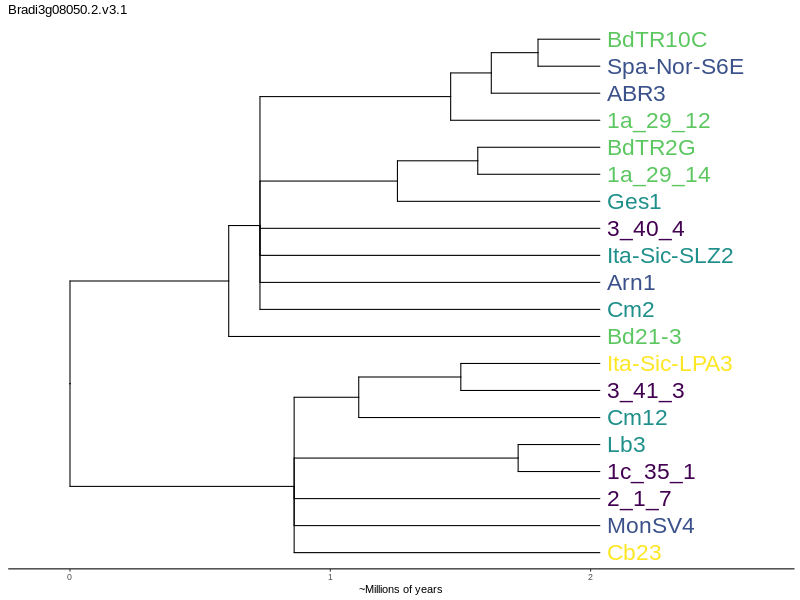 Bradi3g08050.2.v3.1
BdTR10C
Spa-Nor-S6E
ABR3
1a_29_12
BdTR2G
1a_29_14
Ges1
3_40_4
Ita-Sic-SLZ2
Arn1
Cm2
Bd21-3
Ita-Sic-LPA3
3_41_3
Cm12
Lb3
1c_35_1
2_1_7
MonSV4
Cb23
0 1 2
~Millions of years